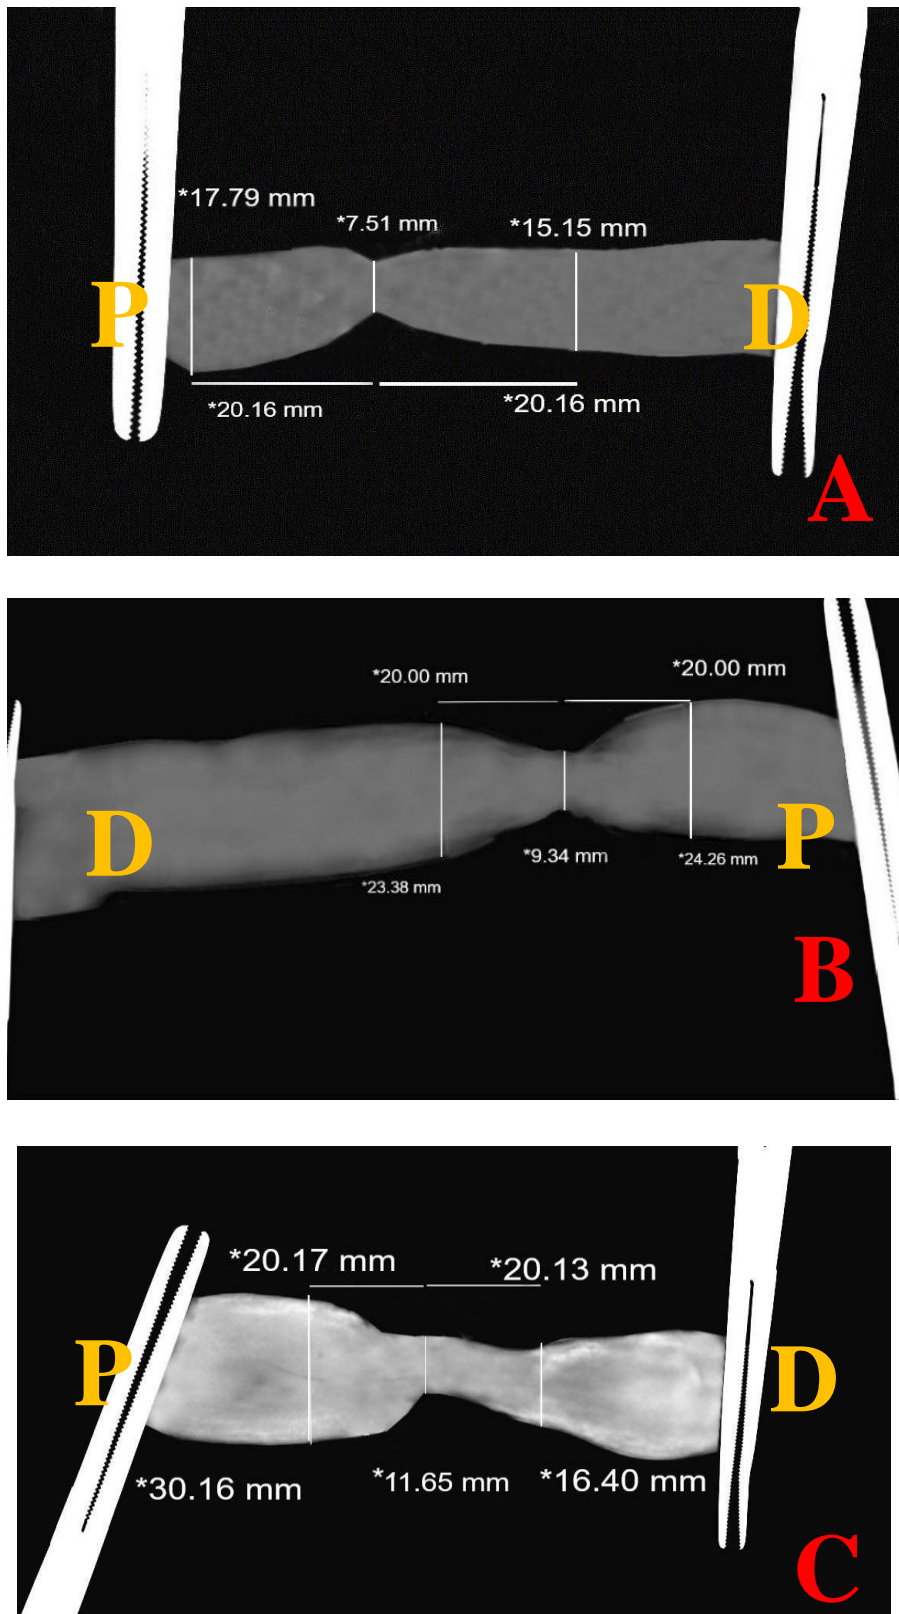 *17.79 mm
*7.51 mm
*15.15 mm
P
D
*20.16 mm
*20.16 mm
A
*20.00 mm
*20.00 mm
D
P
*9.34 mm
*24.26 mm
*23.38 mm
B
*20.17 mm
*20.13 mm
P
D
*30.16 mm
*11.65 mm
*16.40 mm
C